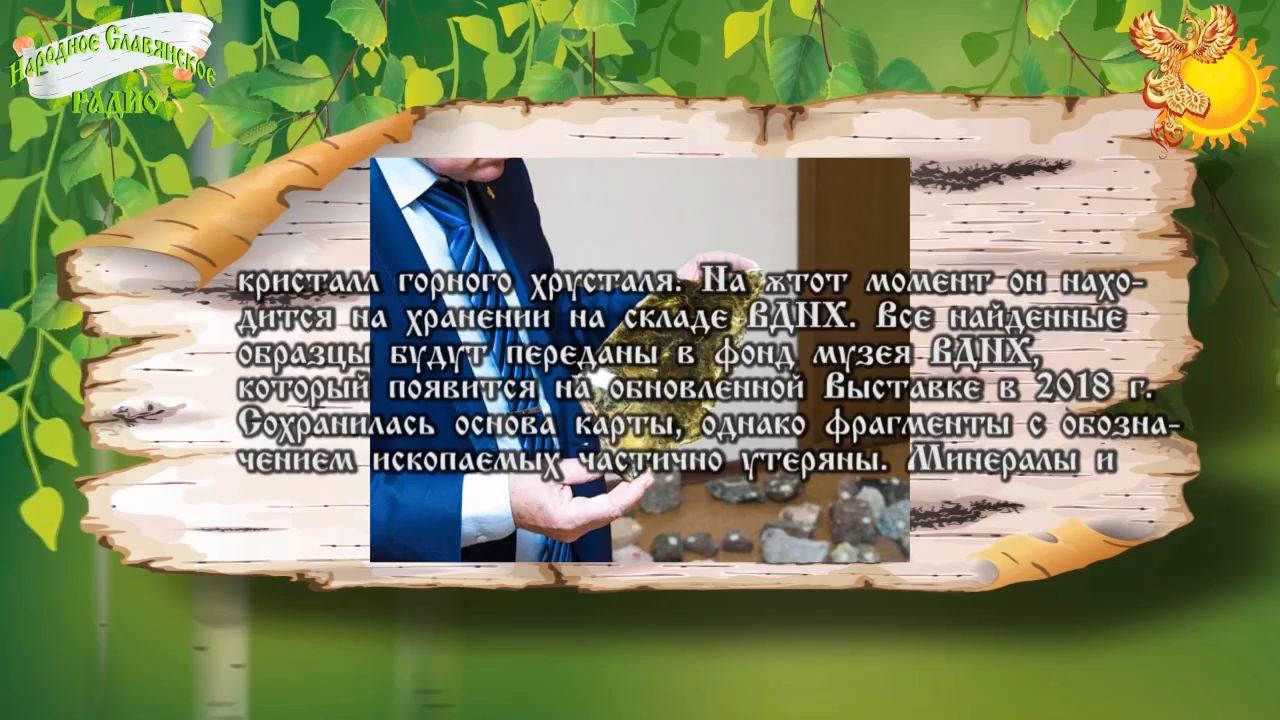 Народное Славянское
РАДИО
кристалл горного хрусталя. На ѫтот момент он нахо-
дится на хранении на складе ВДНХ. Все найденные
образцы будут переданы в фонд музея ВДНХ,
который появится на обновленной Выставке в 2018 г.
Сохранилась основа карты, однако фрагменты с обозна-
чением ископаемых частично утеряны. Минералы и